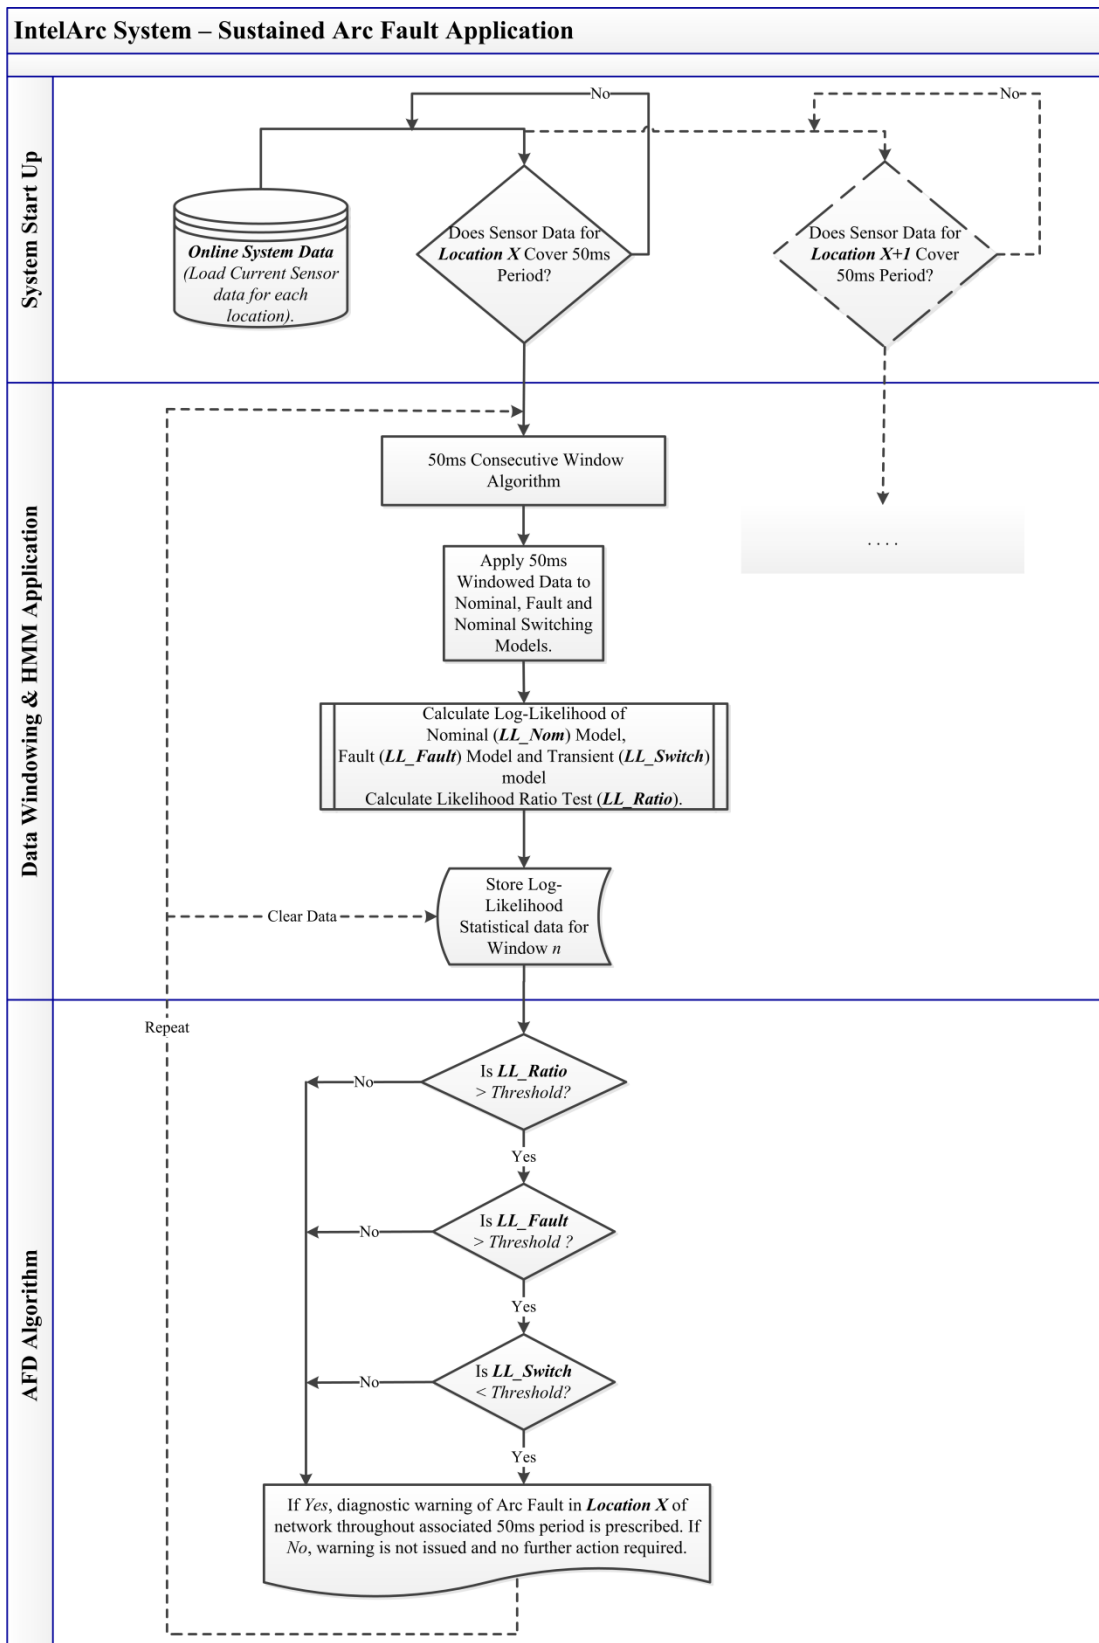 IntelArc System – Sustained Arc Fault Application
System Start Up
No
No
Online System Data
(Load Current Sensor
data for each
location).
Does Sensor Data for
Location X Cover 50ms
Period?
Does Sensor Data for
Location X+1 Cover
50ms Period?
Data Windowing & HMM Application
50ms Consecutive Window
Algorithm
. . . .
Apply 50ms
Windowed Data to
Nominal, Fault and
Nominal Switching
Models.
Calculate Log-Likelihood of
Nominal (LL_Nom) Model,
Fault (LL_Fault) Model and Transient (LL_Switch)
model
Calculate Likelihood Ratio Test (LL_Ratio).
Store Log-
Likelihood
Statistical data for
Window n
Clear Data
Repeat
AFD Algorithm
Is LL_Ratio
> Threshold?
No
Yes
Is LL_Fault
> Threshold ?
No
Yes
Is LL_Switch
< Threshold?
No
Yes
If Yes, diagnostic warning of Arc Fault in Location X of
network throughout associated 50ms period is prescribed. If
No, warning is not issued and no further action required.